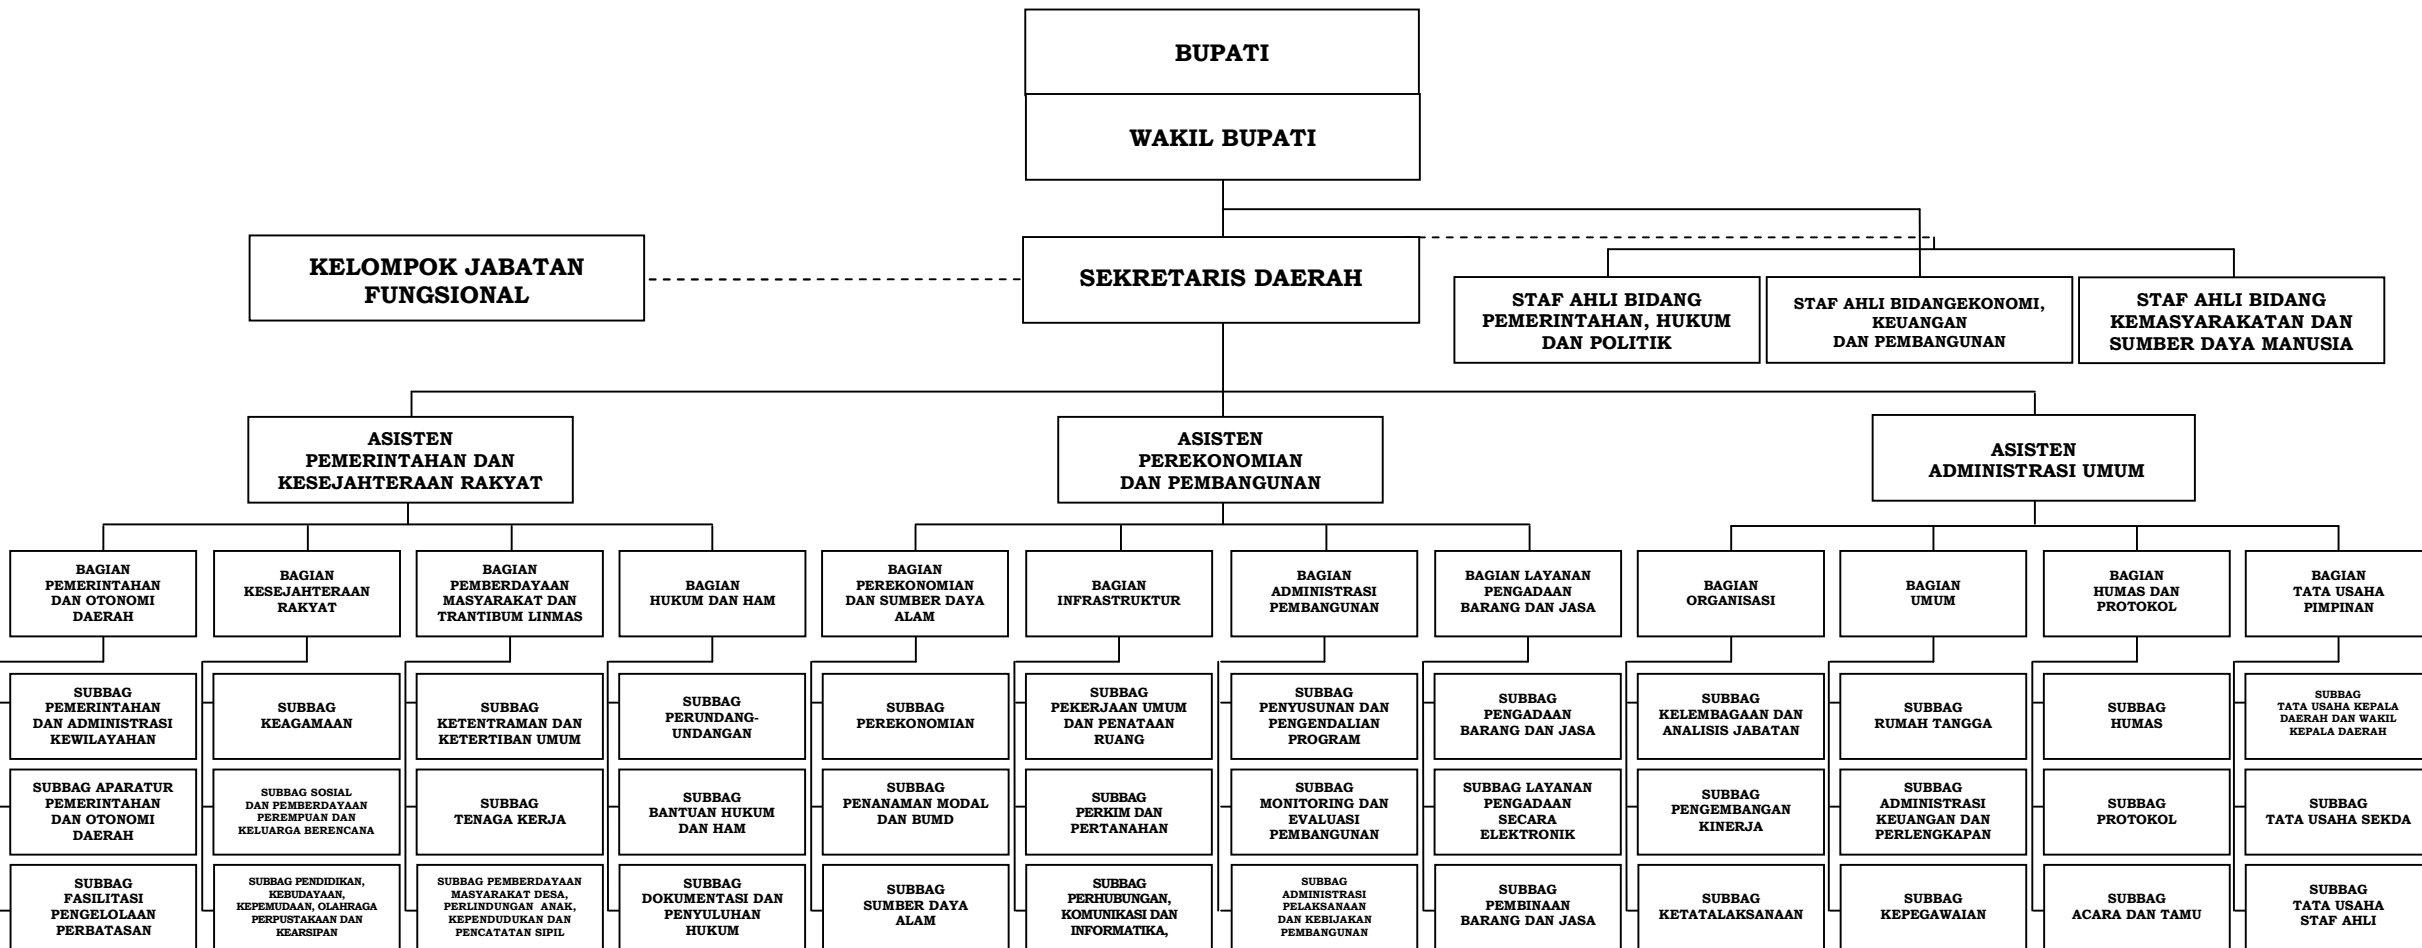 BUPATI
WAKIL BUPATI
KELOMPOK JABATAN
FUNGSIONAL
SEKRETARIS DAERAH
STAF AHLI BIDANG
PEMERINTAHAN, HUKUM
DAN POLITIK
STAF AHLI BIDANGEKONOMI,
KEUANGAN
DAN PEMBANGUNAN
STAF AHLI BIDANG
KEMASYARAKATAN DAN
SUMBER DAYA MANUSIA
ASISTEN
PEMERINTAHAN DAN
KESEJAHTERAAN RAKYAT
ASISTEN
PEREKONOMIAN
DAN PEMBANGUNAN
ASISTEN
ADMINISTRASI UMUM
BAGIAN
PEMERINTAHAN
DAN OTONOMI
DAERAH
BAGIAN
KESEJAHTERAAN
RAKYAT
BAGIAN
PEMBERDAYAAN
MASYARAKAT DAN
TRANTIBUM LINMAS
BAGIAN
HUKUM DAN HAM
BAGIAN
PEREKONOMIAN
DAN SUMBER DAYA
ALAM
BAGIAN
INFRASTRUKTUR
BAGIAN
ADMINISTRASI
PEMBANGUNAN
BAGIAN LAYANAN
PENGADAAN
BARANG DAN JASA
BAGIAN
ORGANISASI
BAGIAN
UMUM
BAGIAN
HUMAS DAN
PROTOKOL
BAGIAN
TATA USAHA
PIMPINAN
SUBBAG
PEMERINTAHAN
DAN ADMINISTRASI
KEWILAYAHAN
SUBBAG
KEAGAMAAN
SUBBAG
KETENTRAMAN DAN
KETERTIBAN UMUM
SUBBAG
PERUNDANG-
UNDANGAN
SUBBAG
PEREKONOMIAN
SUBBAG
PEKERJAAN UMUM
DAN PENATAAN
RUANG
SUBBAG
PENYUSUNAN DAN
PENGENDALIAN
PROGRAM
SUBBAG
PENGADAAN
BARANG DAN JASA
SUBBAG
KELEMBAGAAN DAN
ANALISIS JABATAN
SUBBAG
RUMAH TANGGA
SUBBAG
HUMAS
SUBBAG
TATA USAHA KEPALA
DAERAH DAN WAKIL
KEPALA DAERAH
SUBBAG APARATUR
PEMERINTAHAN
DAN OTONOMI
DAERAH
SUBBAG SOSIAL
DAN PEMBERDAYAAN
PEREMPUAN DAN
KELUARGA BERENCANA
SUBBAG
TENAGA KERJA
SUBBAG
BANTUAN HUKUM
DAN HAM
SUBBAG
PENANAMAN MODAL
DAN BUMD
SUBBAG
PERKIM DAN
PERTANAHAN
SUBBAG
MONITORING DAN
EVALUASI
PEMBANGUNAN
SUBBAG LAYANAN
PENGADAAN
SECARA
ELEKTRONIK
SUBBAG
PENGEMBANGAN
KINERJA
SUBBAG
ADMINISTRASI
KEUANGAN DAN
PERLENGKAPAN
SUBBAG
PROTOKOL
SUBBAG
TATA USAHA SEKDA
SUBBAG
FASILITASI
PENGELOLAAN
PERBATASAN
SUBBAG PENDIDIKAN,
KEBUDAYAAN,
KEPEMUDAAN, OLAHRAGA
PERPUSTAKAAN DAN
KEARSIPAN
SUBBAG PEMBERDAYAAN
MASYARAKAT DESA,
PERLINDUNGAN ANAK,
KEPENDUDUKAN DAN
PENCATATAN SIPIL
SUBBAG
DOKUMENTASI DAN
PENYULUHAN
HUKUM
SUBBAG
SUMBER DAYA
ALAM
SUBBAG
PERHUBUNGAN,
KOMUNIKASI DAN
INFORMATIKA,
SUBBAG
ADMINISTRASI
PELAKSANAAN
DAN KEBIJAKAN
PEMBANGUNAN
SUBBAG
PEMBINAAN
BARANG DAN JASA
SUBBAG
KETATALAKSANAAN
SUBBAG
KEPEGAWAIAN
SUBBAG
ACARA DAN TAMU
SUBBAG
TATA USAHA
STAF AHLI